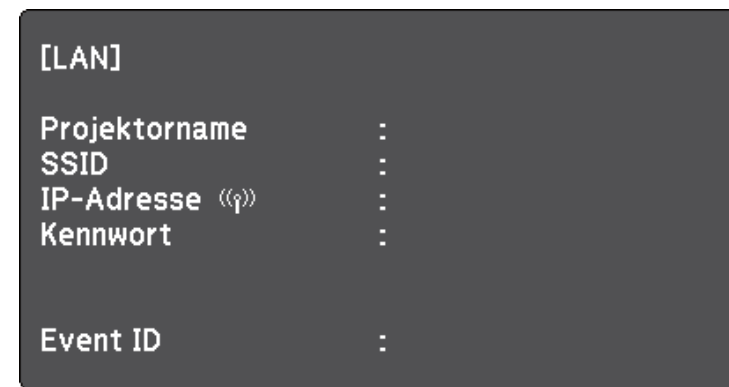 [LAN]
Projektorname :
SSID :
IP-Adresse :
Kennwort :
Event ID :